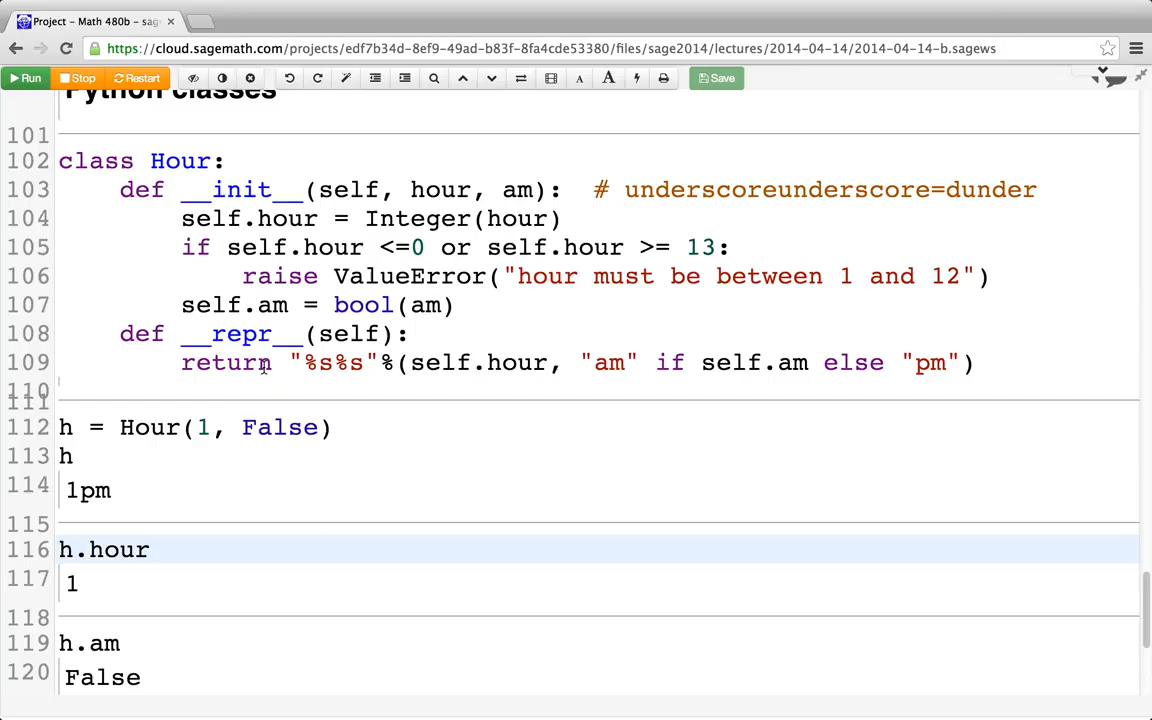 Project – Math 480b – sag
https://cloud.sagemath.com/projects/edf7b34d-8ef9-49ad-b83f-8fa4cde53380/files/sage2014/lectures/2014-04-14/2014-04-14-b.sagews
Run Stop Restart A A Save
Python classes
101
102 class Hour:
103 def __init__(self, hour, am): # underscoreunderscore=dunder
104 self.hour = Integer(hour)
105 if self.hour <=0 or self.hour >= 13:
106 raise ValueError("hour must be between 1 and 12")
107 self.am = bool(am)
108 def __repr__(self):
109 return "%s%s"%(self.hour, "am" if self.am else "pm")
110
111
112 h = Hour(1, False)
113 h
114 1pm
115
116 h.hour
117 1
118
119 h.am
120 False